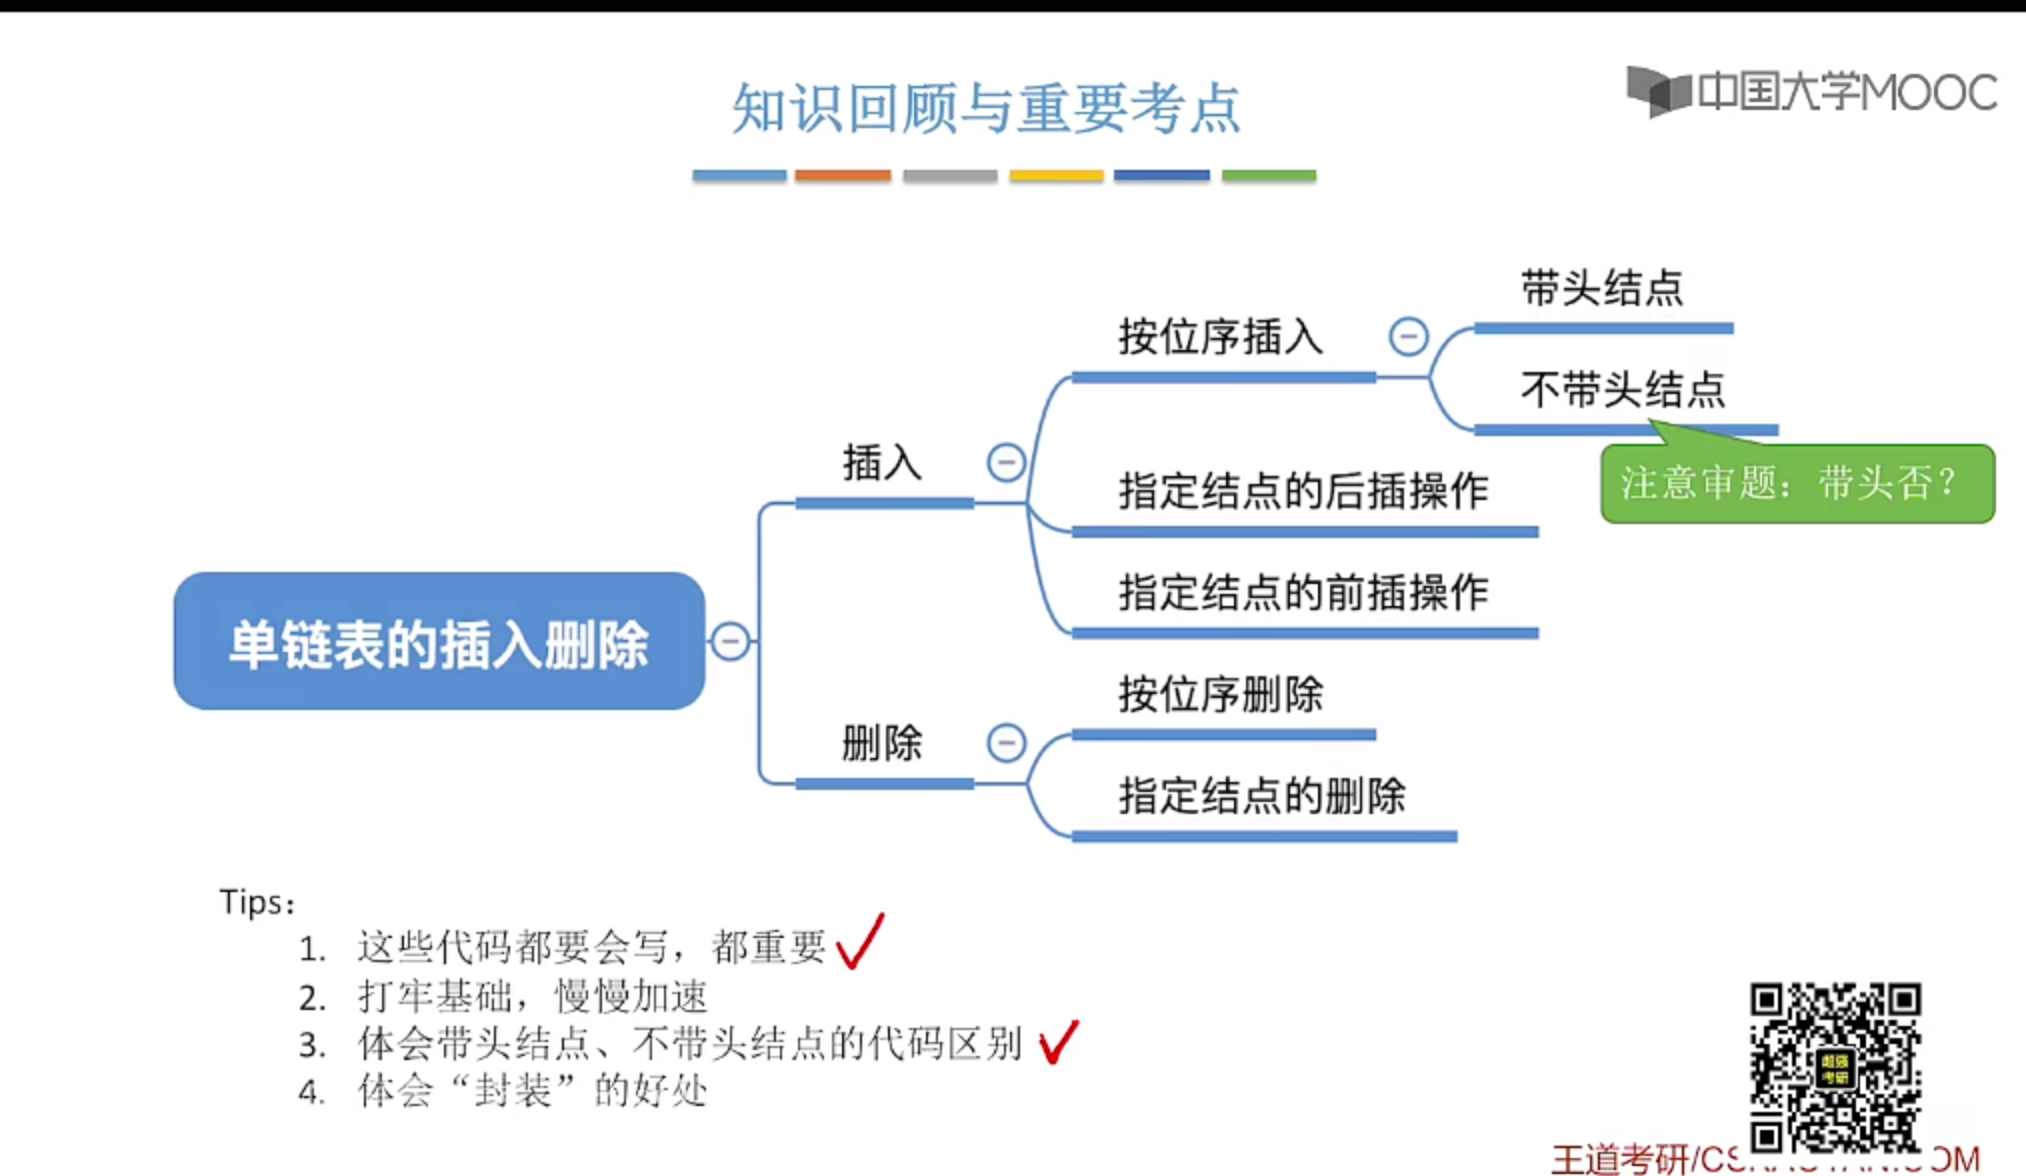 知识回顾与重要考点
中国大学MOOC
单链表的插入删除
插入
按位序插入
带头结点
不带头结点
注意审题：带头否？
指定结点的后插操作
指定结点的前插操作
删除
按位序删除
指定结点的删除
Tips：
1. 这些代码都要会写，都重要
2. 打牢基础，慢慢加速
3. 体会带头结点、不带头结点的代码区别
4. 体会“封装”的好处
超强
考研
王道考研/CS